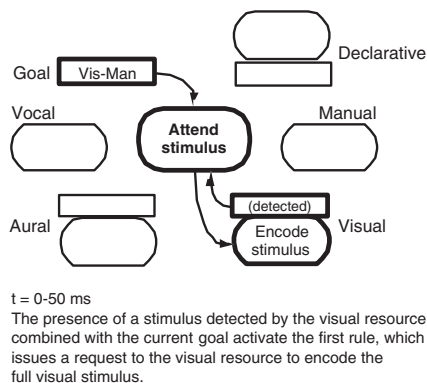 Declarative
Goal Vis-Man
Vocal
Attend
stimulus
Manual
(detected)
Aural
Visual
Encode
stimulus
t = 0-50 ms
The presence of a stimulus detected by the visual resource
combined with the current goal activate the first rule, which
issues a request to the visual resource to encode the
full visual stimulus.